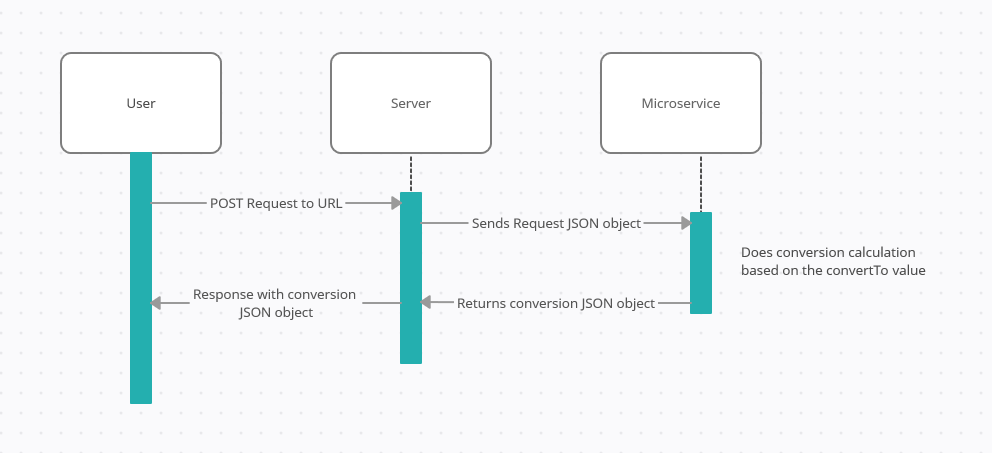 User
Server
Microservice
POST Request to URL
Sends Request JSON object
Does conversion calculation
based on the convertTo value
Response with conversion
JSON object
Returns conversion JSON object